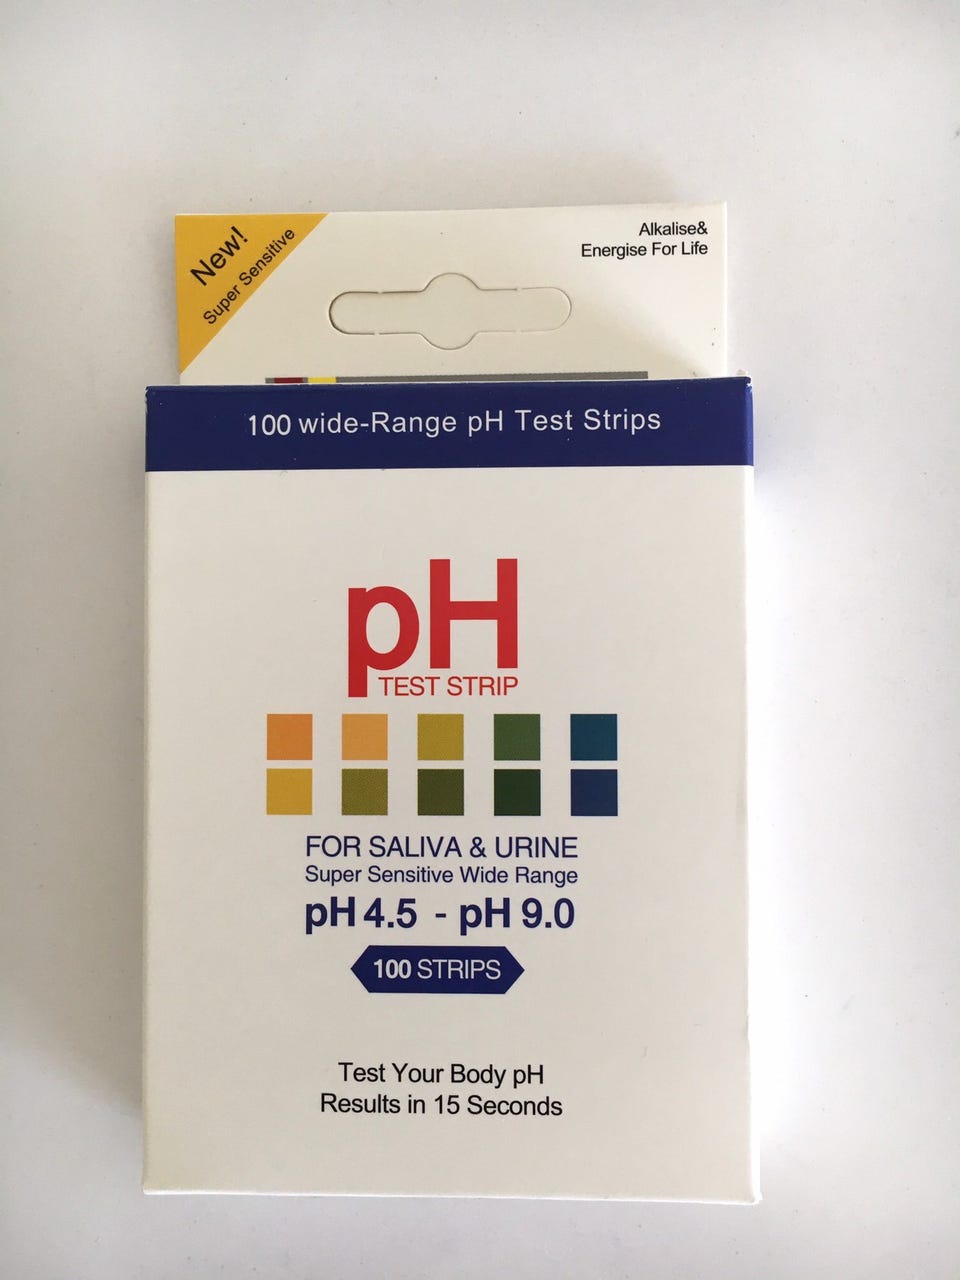 New!
Super Sensitive
Alkalise&
Energise For Life
100 wide-Range pH Test Strips
pH
TEST STRIP
FOR SALIVA & URINE
Super Sensitive Wide Range
pH 4.5 - pH 9.0
100 STRIPS
Test Your Body pH
Results in 15 Seconds